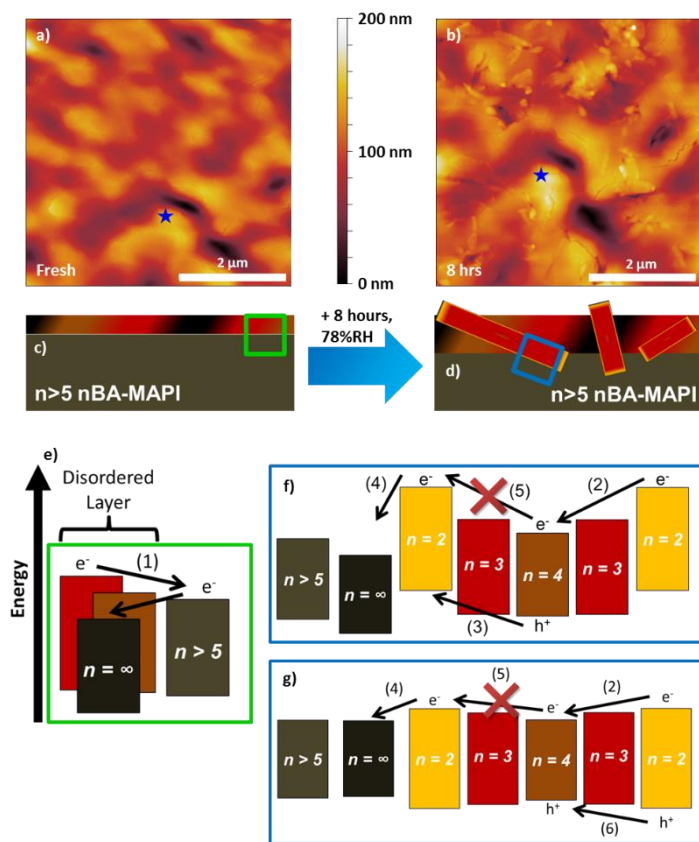 a)
Fresh
2 μm
200 nm
100 nm
0 nm
b)
8 hrs
2 μm
c)
n>5 nBA-MAPI
+ 8 hours,
78%RH
d)
n>5 nBA-MAPI
e)
Energy
Disordered
Layer
e-
(1)
e-
n = ∞
n > 5
f)
(4)
e-
(5)
(2)
e-
e-
n > 5
n = ∞
n = 2
n = 3
n = 4
n = 3
n = 2
(3)
h+
g)
(4)
e-
(5)
e-
(2)
e-
n > 5
n = ∞
n = 2
n = 3
n = 4
n = 3
n = 2
h+
(6)
h+